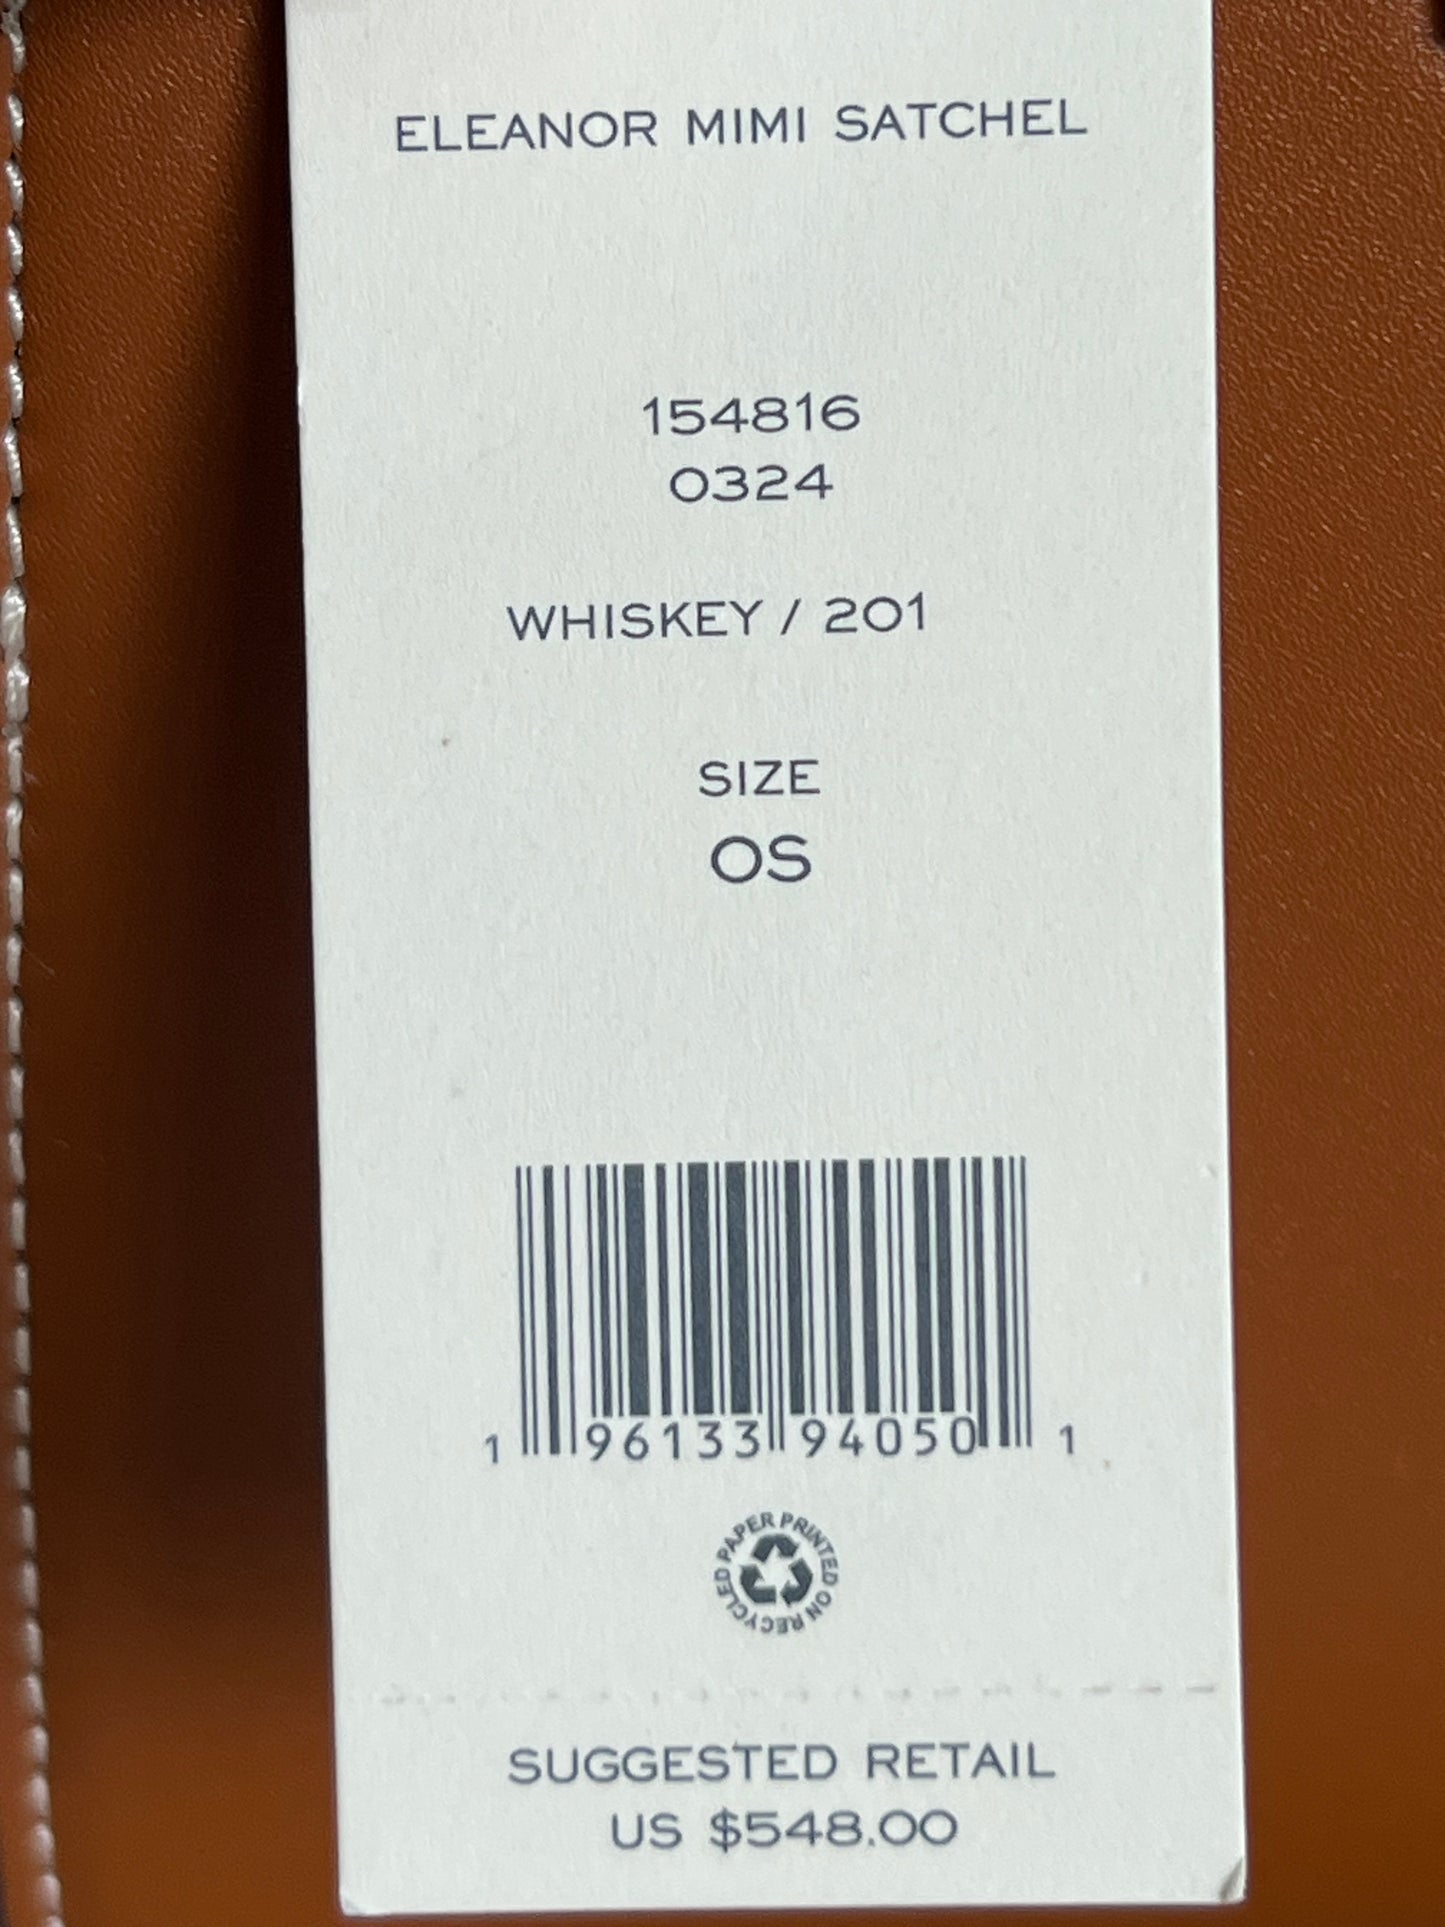 ELEANOR MIMI SATCHEL
154816
0324
WHISKEY / 201
SIZE
OS
1 96133 94050 1
PRINTED ON RECYCLED PAPER
SUGGESTED RETAIL
US $548.00